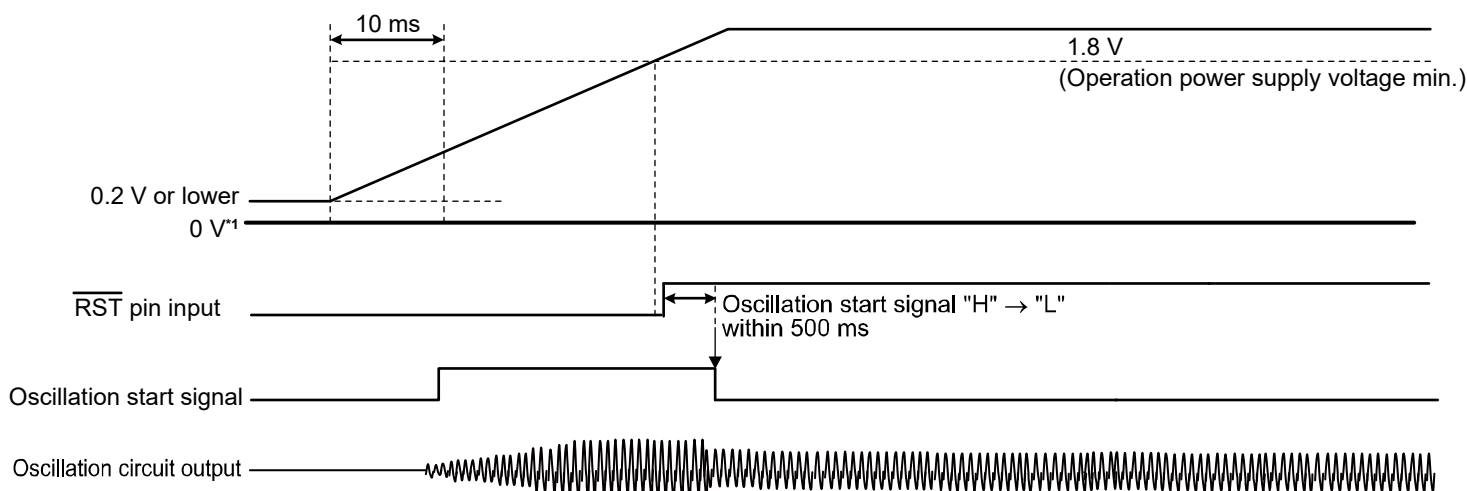 10 ms
1.8 V
(Operation power supply voltage min.)
0.2 V or lower
0 V*1
RST pin input
Oscillation start signal "H" → "L"
within 500 ms
Oscillation start signal
Oscillation circuit output